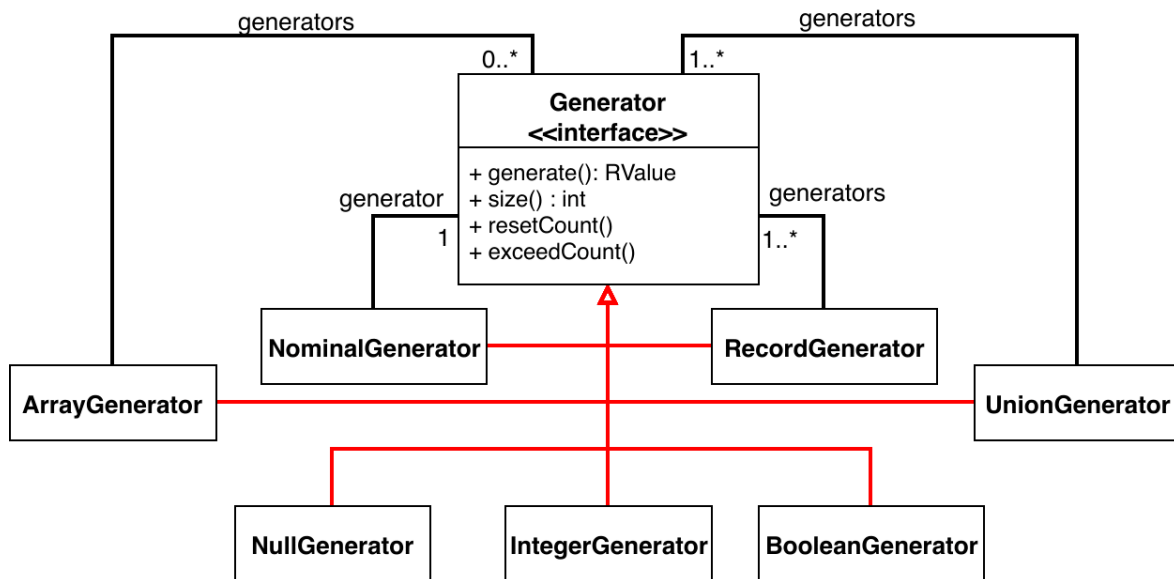 generators
generators
0..*
1..*
Generator
<<interface>>
+ generate(): RValue
+ size() : int
+ resetCount()
+ exceedCount()
generator
1
generators
1..*
NominalGenerator
RecordGenerator
ArrayGenerator
UnionGenerator
NullGenerator
IntegerGenerator
BooleanGenerator